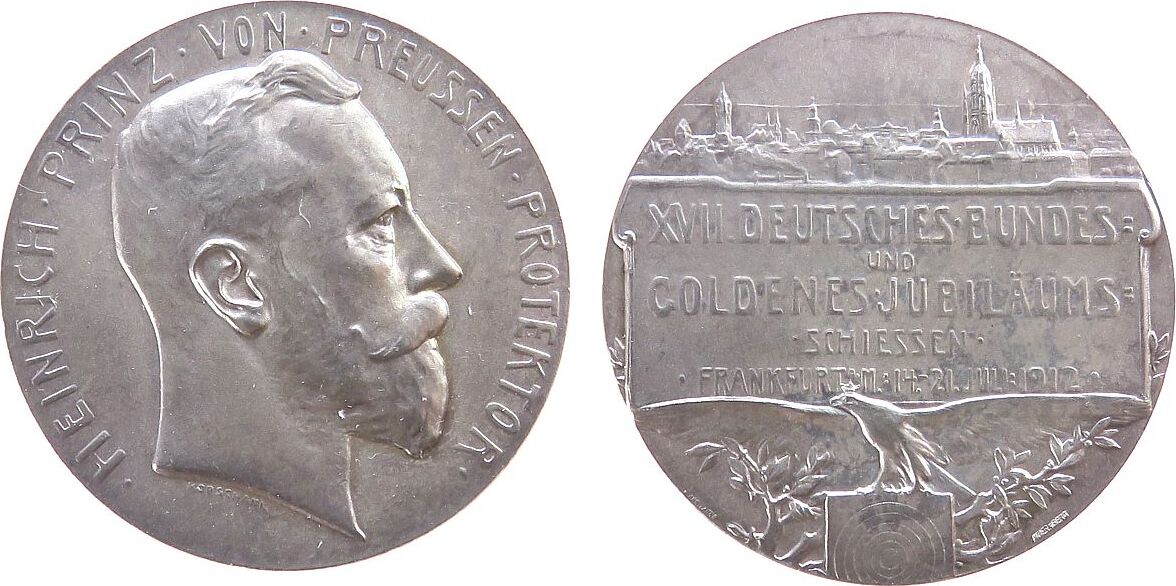 · HEINRICH · PRINZ · VON · PREUSSEN · PROTEKTOR ·
XVII. DEUTSCHES · BUNDES=
UND
GOLDENES · JUBILÄUMS=
· SCHIESSEN ·
· FRANKFURT A. M. 14.-21. JULI 1912 ·